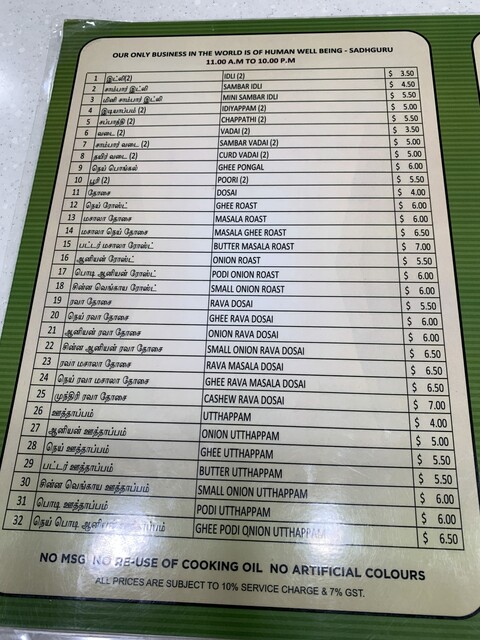 OUR ONLY BUSINESS IN THE WORLD IS OF HUMAN WELL BEING - SADHGURU
11.00 A.M TO 10.00 P.M
1 இட்லி(2) IDLI (2) $ 3.50
2 சாம்பார் இட்லி SAMBAR IDLI $ 4.50
3 மினி சாம்பார் இட்லி MINI SAMBAR IDLI $ 5.50
4 இடியாப்பம் (2) IDIYAPPAM (2) $ 5.00
5 சப்பாத்தி (2) CHAPPATHI (2) $ 5.50
6 வடை (2) VADAI (2) $ 3.50
7 சாம்பார் வடை (2) SAMBAR VADAI (2) $ 5.00
8 தயிர் வடை (2) CURD VADAI (2) $ 5.00
9 நெய் பொங்கல் GHEE PONGAL $ 6.00
10 பூரி (2) POORI (2) $ 5.50
11 தோசை DOSAI $ 4.00
12 நெய் ரோஸ்ட் GHEE ROAST $ 6.00
13 மசாலா தோசை MASALA ROAST $ 6.00
14 மசாலா நெய் தோசை MASALA GHEE ROAST $ 6.50
15 பட்டர் மசாலா ரோஸ்ட் BUTTER MASALA ROAST $ 7.00
16 ஆனியன் ரோஸ்ட் ONION ROAST $ 6.00
17 பொடி ஆனியன் ரோஸ்ட் PODI ONION ROAST $ 6.00
18 சின்ன வெங்காய ரோஸ்ட் SMALL ONION ROAST $ 6.00
19 ரவா தோசை RAVA DOSAI $ 5.50
20 நெய் ரவா தோசை GHEE RAVA DOSAI $ 6.00
21 ஆனியன் ரவா தோசை ONION RAVA DOSAI $ 6.00
22 சின்ன ஆனியன் ரவா தோசை SMALL ONION RAVA DOSAI $ 6.50
23 ரவா மசாலா தோசை RAVA MASALA DOSAI $ 6.50
24 நெய் ரவா மசாலா தோசை GHEE RAVA MASALA DOSAI $ 6.50
25 முந்திரி ரவா தோசை CASHEW RAVA DOSAI $ 7.00
26 ஊத்தாப்பம் UTTHAPPAM $ 4.00
27 ஆனியன் ஊத்தாப்பம் ONION UTTHAPPAM $ 5.00
28 நெய் ஊத்தாப்பம் GHEE UTTHAPPAM $ 5.50
29 பட்டர் ஊத்தாப்பம் BUTTER UTTHAPPAM $ 5.50
30 சின்ன வெங்காய ஊத்தாப்பம் SMALL ONION UTTHAPPAM $ 6.00
31 பொடி ஊத்தாப்பம் PODI UTTHAPPAM $ 6.00
32 நெய் பொடி ஆனியன் ஊத்தாப்பம் GHEE PODI ONION UTTHAPPAM $ 6.50
NO MSG NO RE-USE OF COOKING OIL NO ARTIFICIAL COLOURS
ALL PRICES ARE SUBJECT TO 10% SERVICE CHARGE & 7% GST.